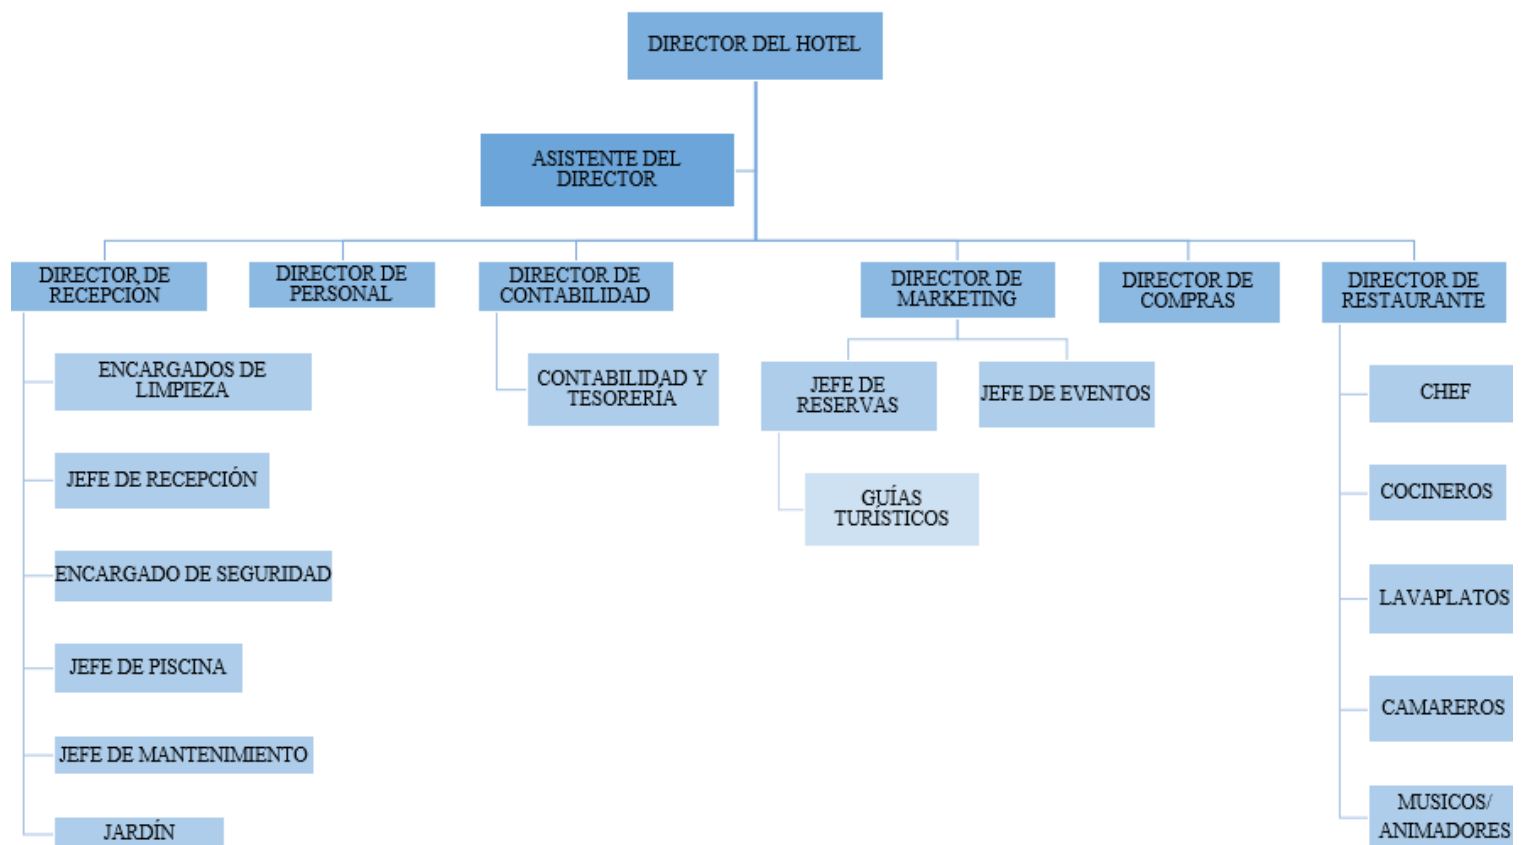 DIRECTOR DEL HOTEL
ASISTENTE DEL
DIRECTOR
DIRECTOR DE
RECEPCIÓN
DIRECTOR DE
PERSONAL
DIRECTOR DE
CONTABILIDAD
DIRECTOR DE
MARKETING
DIRECTOR DE
COMPRAS
DIRECTOR DE
RESTAURANTE
ENCARGADOS DE
LIMPIEZA
JEFE DE RECEPCIÓN
ENCARGADO DE SEGURIDAD
JEFE DE PISCINA
JEFE DE MANTENIMIENTO
JARDÍN
CONTABILIDAD Y
TESORERÍA
JEFE DE
RESERVAS
JEFE DE EVENTOS
GUÍAS
TURÍSTICOS
CHEF
COCINEROS
LAVAPLATOS
CAMAREROS
MUSICOS/
ANIMADORES